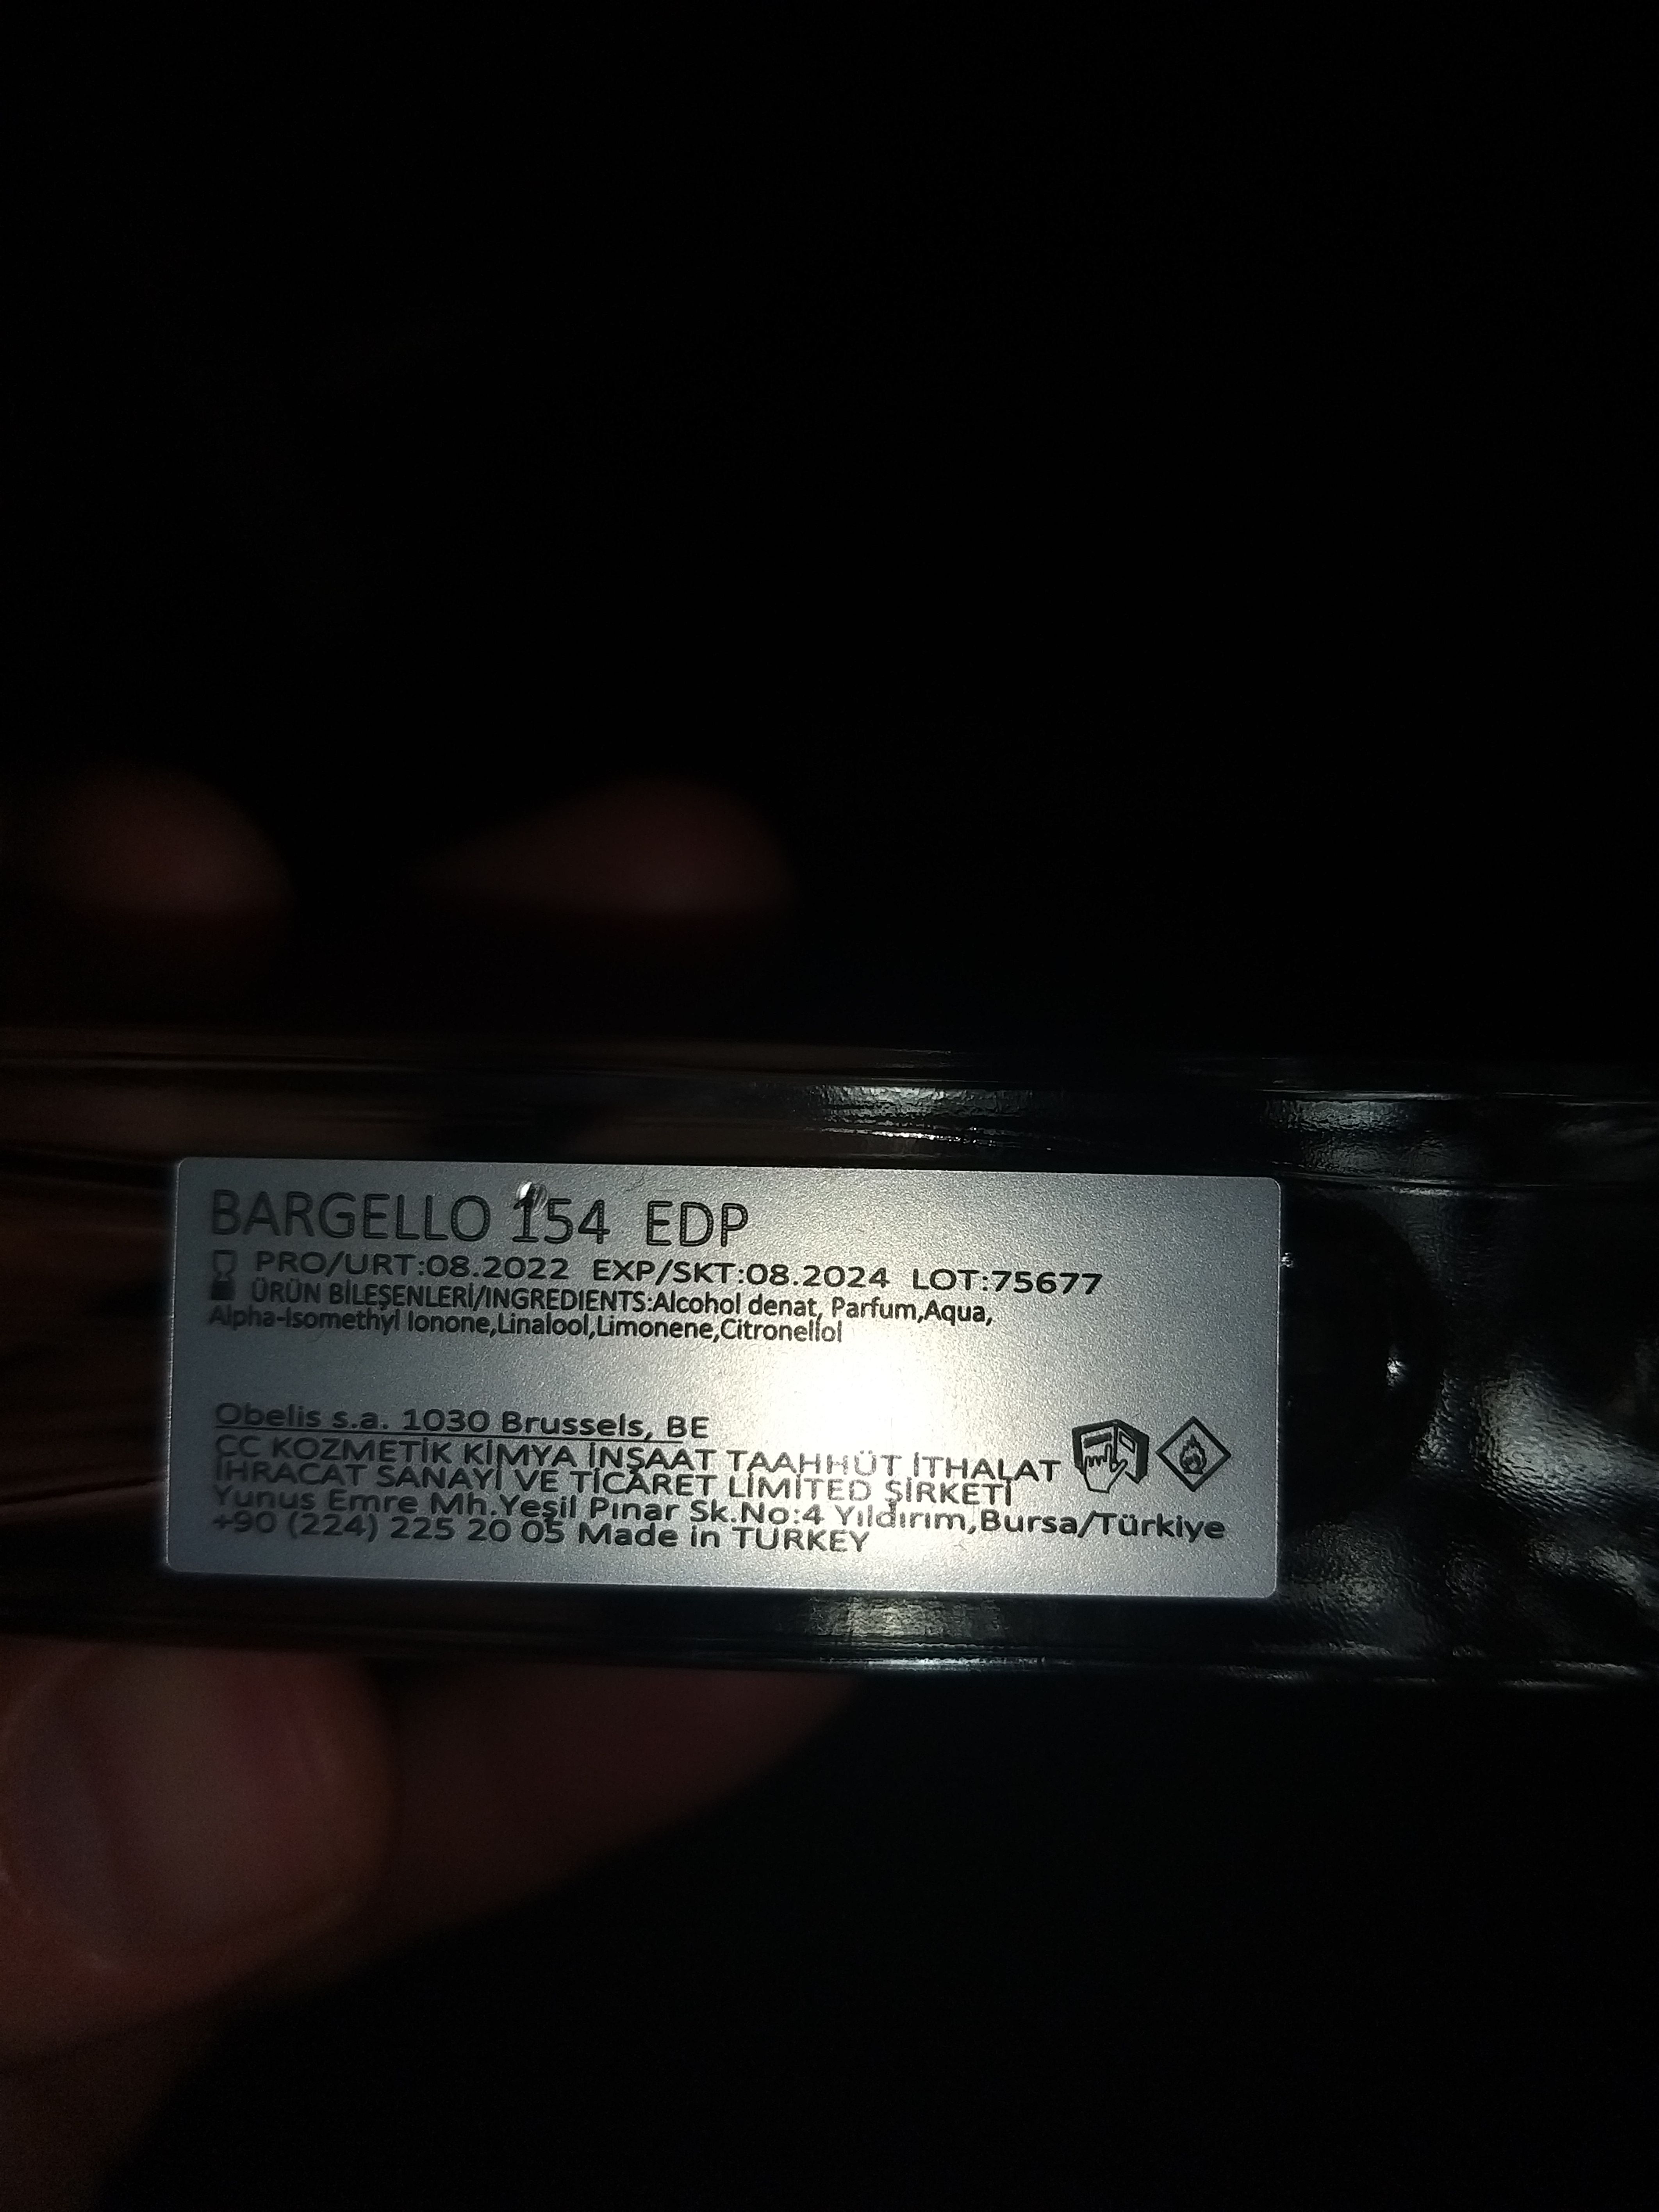 BARGELLO 154 EDP
PRO/URT:08.2022 EXP/SKT:08.2024 LOT:75677
ÜRÜN BİLEŞENLERİ/INGREDIENTS:Alcohol denat, Parfum,Aqua,
Alpha-Isomethyl Ionone,Linalool,Limonene,Citronellol
Obelis s.a. 1030 Brussels, BE
CC KOZMETİK KİMYA İNŞAAT TAAHHÜT İTHALAT
İHRACAT SANAYİ VE TİCARET LİMİTED ŞİRKETİ
Yunus Emre Mh.Yeşil Pınar Sk.No:4 Yıldırım,Bursa/Türkiye
+90 (224) 225 20 05 Made in TURKEY